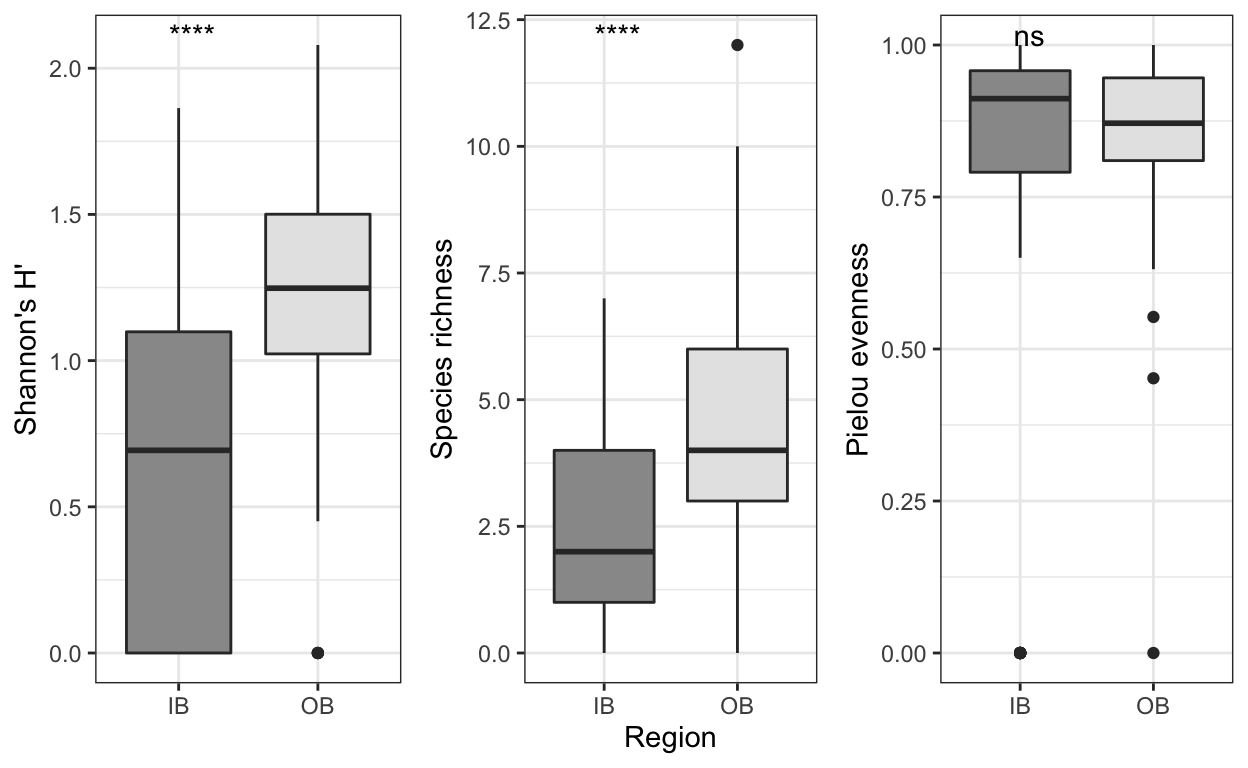 Shannon's H'
****
2.0
1.5
1.0
0.5
0.0
IB OB
Species richness
****
12.5
10.0
7.5
5.0
2.5
0.0
IB OB
Region
Pielou evenness
ns
1.00
0.75
0.50
0.25
0.00
IB OB